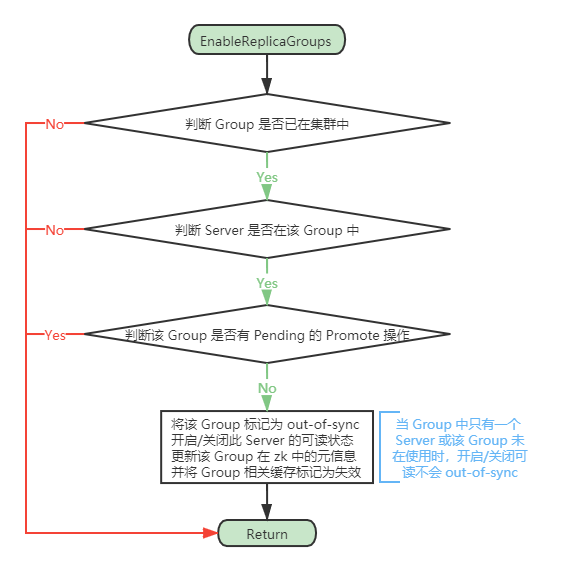 EnableReplicaGroups
判断 Group 是否已在集群中
No
Yes
判断 Server 是否在该 Group 中
No
Yes
判断该 Group 是否有 Pending 的 Promote 操作
Yes
No
将该 Group 标记为 out-of-sync
开启/关闭此 Server 的可读状态
更新该 Group 在 zk 中的元信息
并将 Group 相关缓存标记为失效
当 Group 中只有一个
Server 或该 Group 未
在使用时，开启/关闭可
读不会 out-of-sync
Return